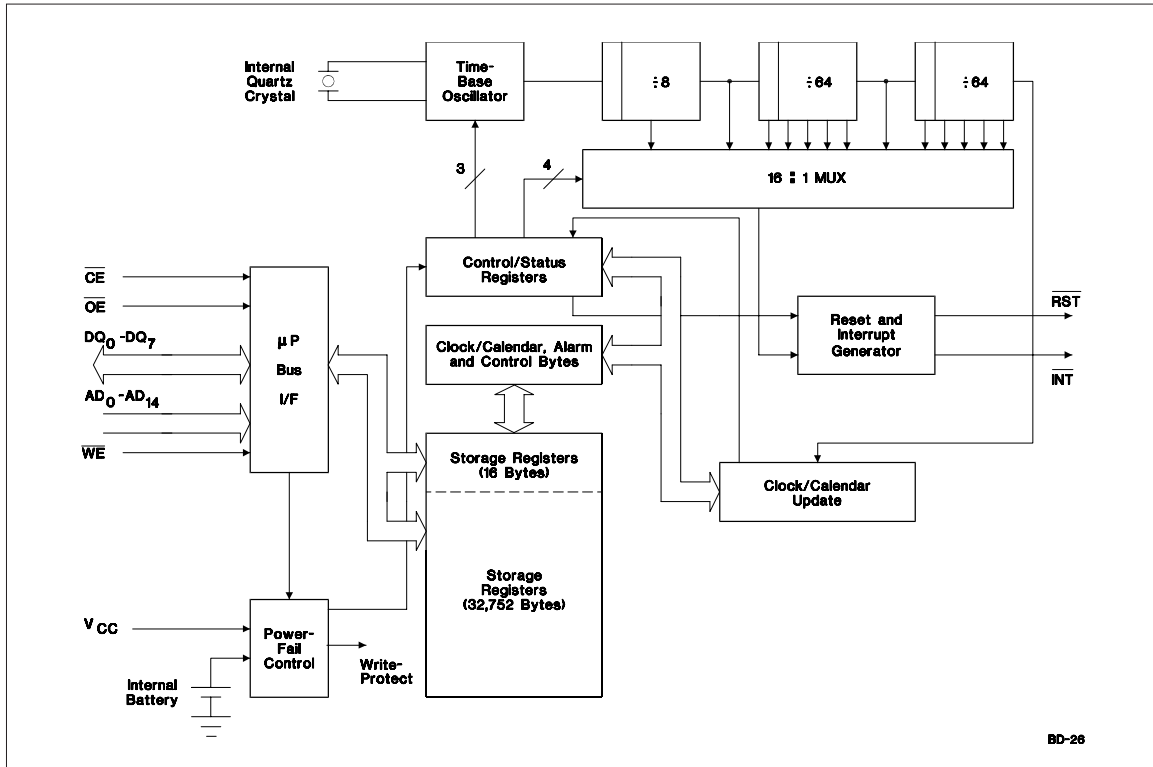 Internal
Quartz
Crystal
Time-
Base
Oscillator
÷8
÷64
÷64
3
4
16 : 1 MUX
Control/Status
Registers
CE
OE
DQ0 -DQ7
AD0 -AD14
WE
µP
Bus
I/F
Clock/Calendar, Alarm
and Control Bytes
Reset and
Interrupt
Generator
RST
INT
Storage Registers
(16 Bytes)
Clock/Calendar
Update
Storage
Registers
(32,752 Bytes)
VCC
Power-
Fail
Control
Write-
Protect
Internal
Battery
BD-26